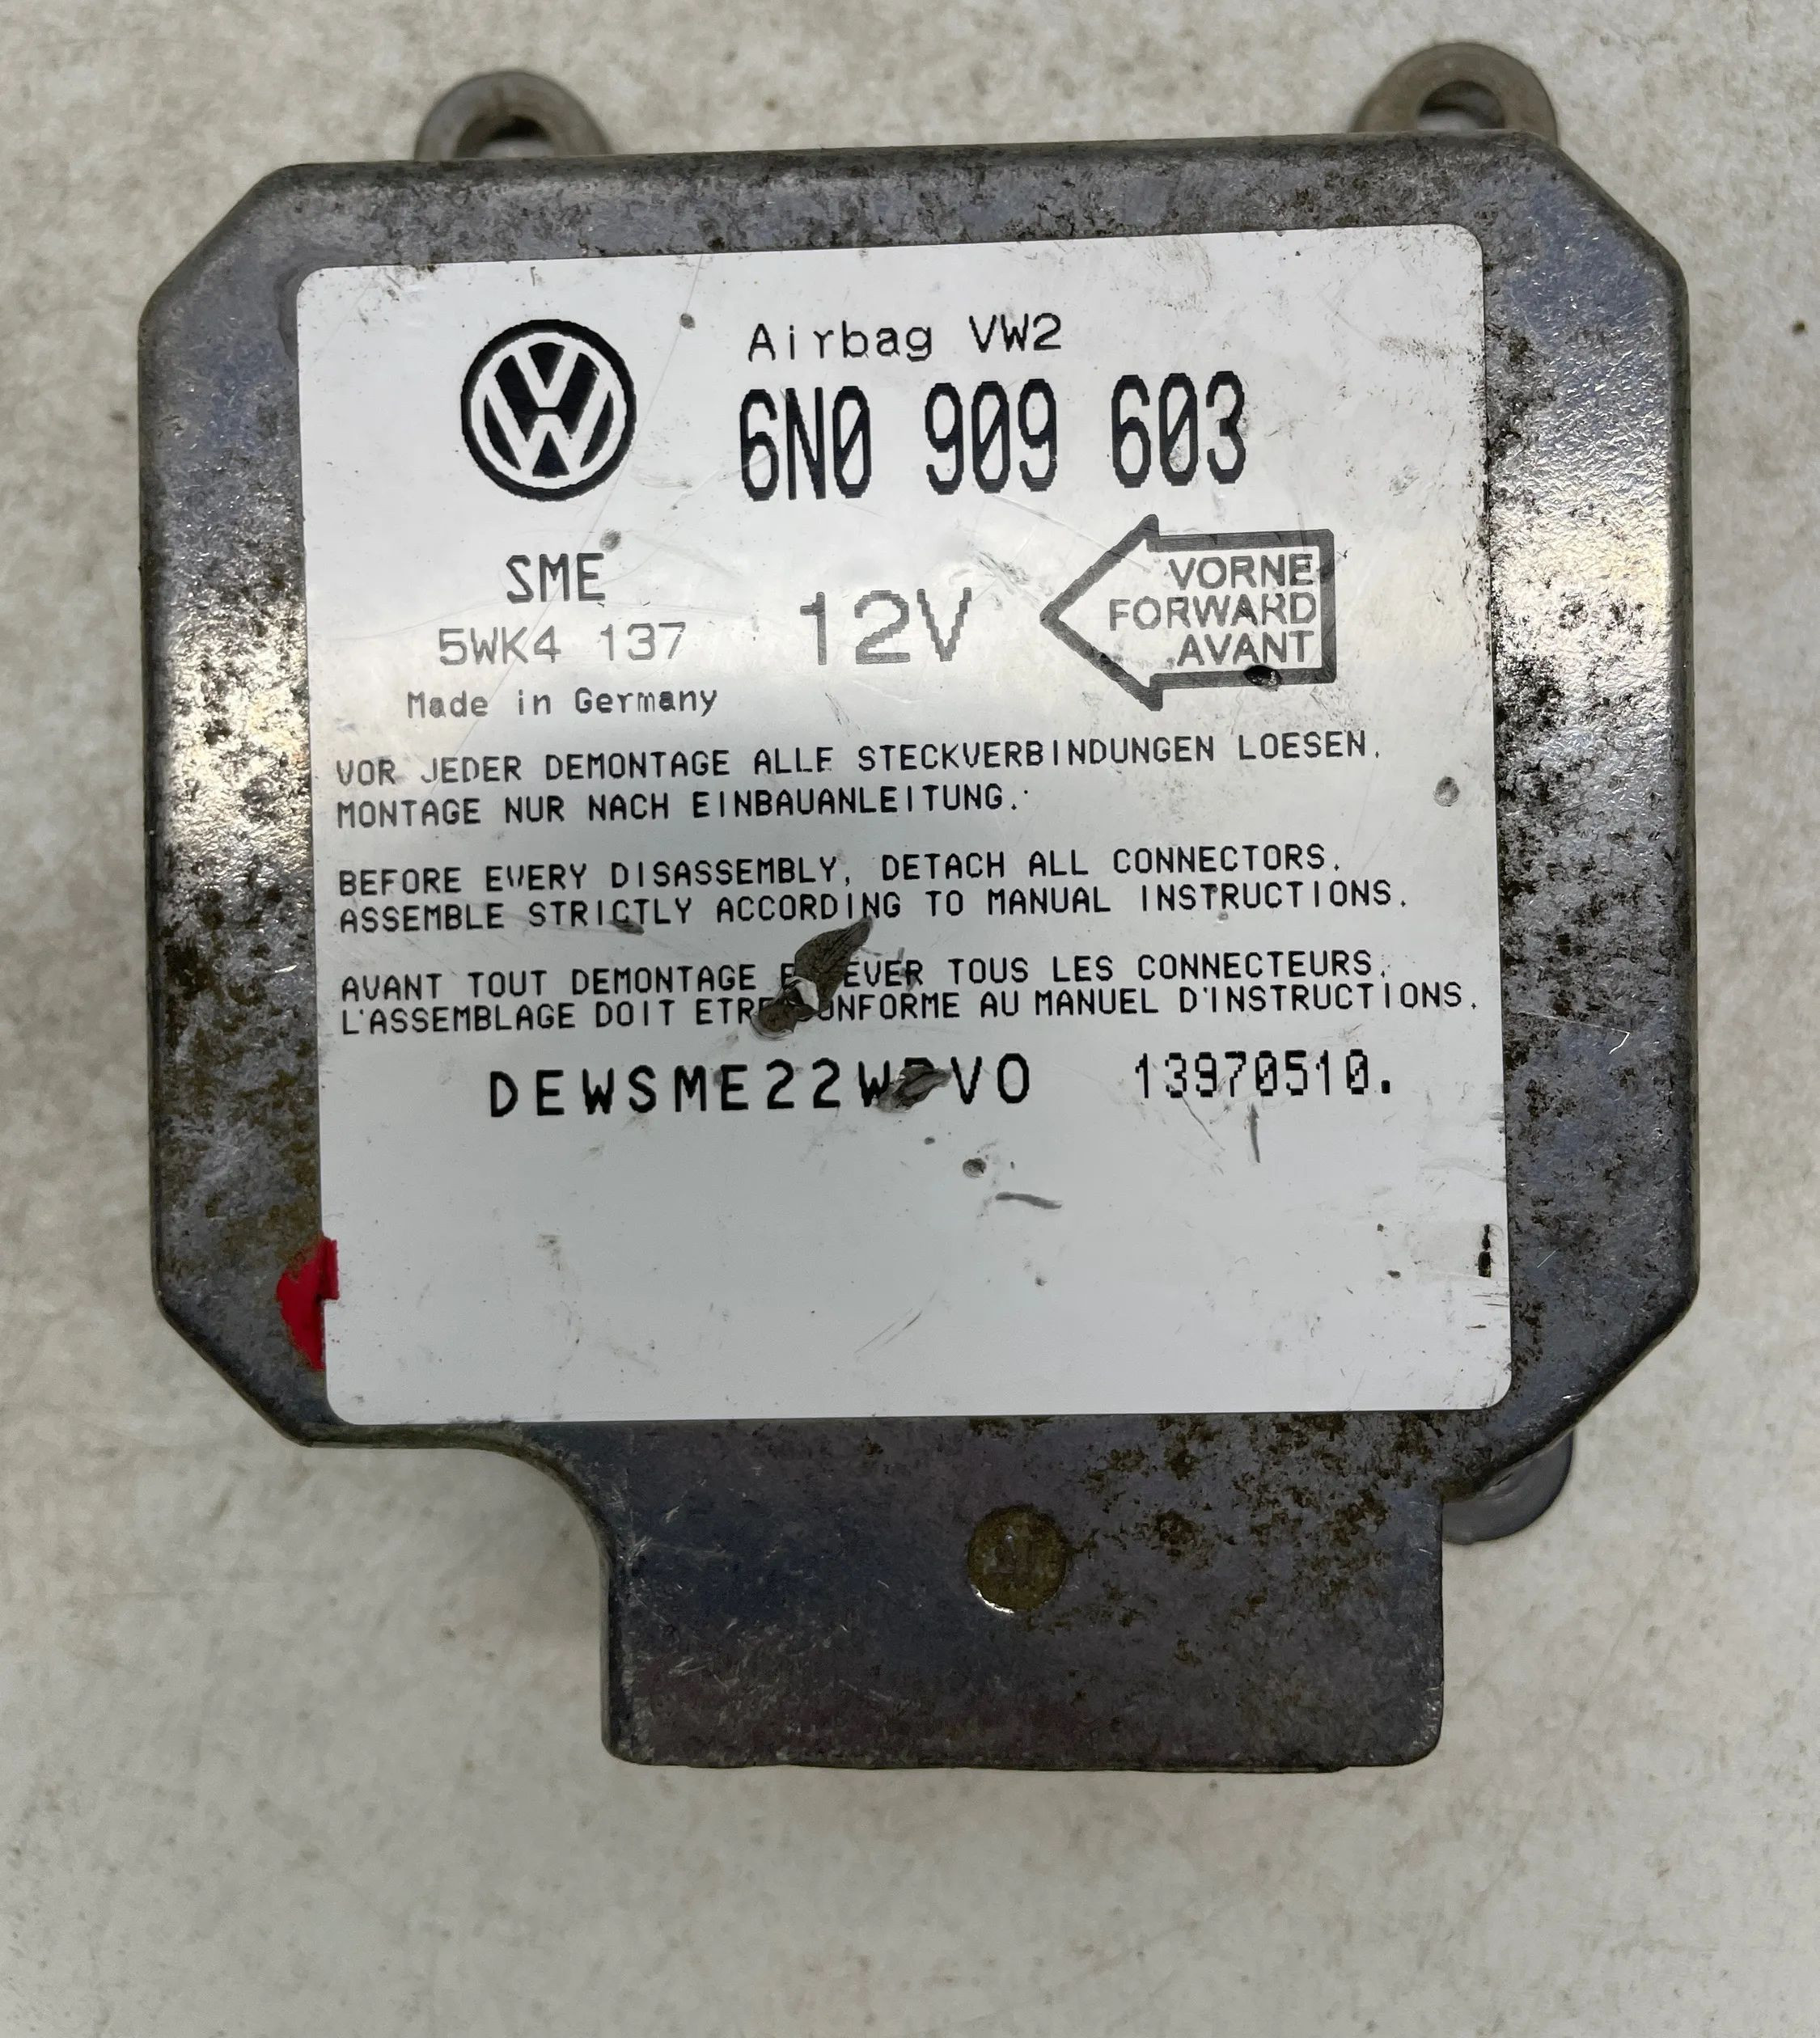 Airbag VW2
6N0 909 603
SME
5WK4 137
Made in Germany
12V
VORNE
FORWARD
AVANT
VOR JEDER DEMONTAGE ALLE STECKVERBINDUNGEN LOESEN.
MONTAGE NUR NACH EINBAUANLEITUNG.
BEFORE EVERY DISASSEMBLY, DETACH ALL CONNECTORS.
ASSEMBLE STRICTLY ACCORDING TO MANUAL INSTRUCTIONS.
AVANT TOUT DEMONTAGE TOUS LES CONNECTEURS.
L'ASSEMBLAGE DOIT ETRE AU MANUEL D'INSTRUCTIONS.
13970510.